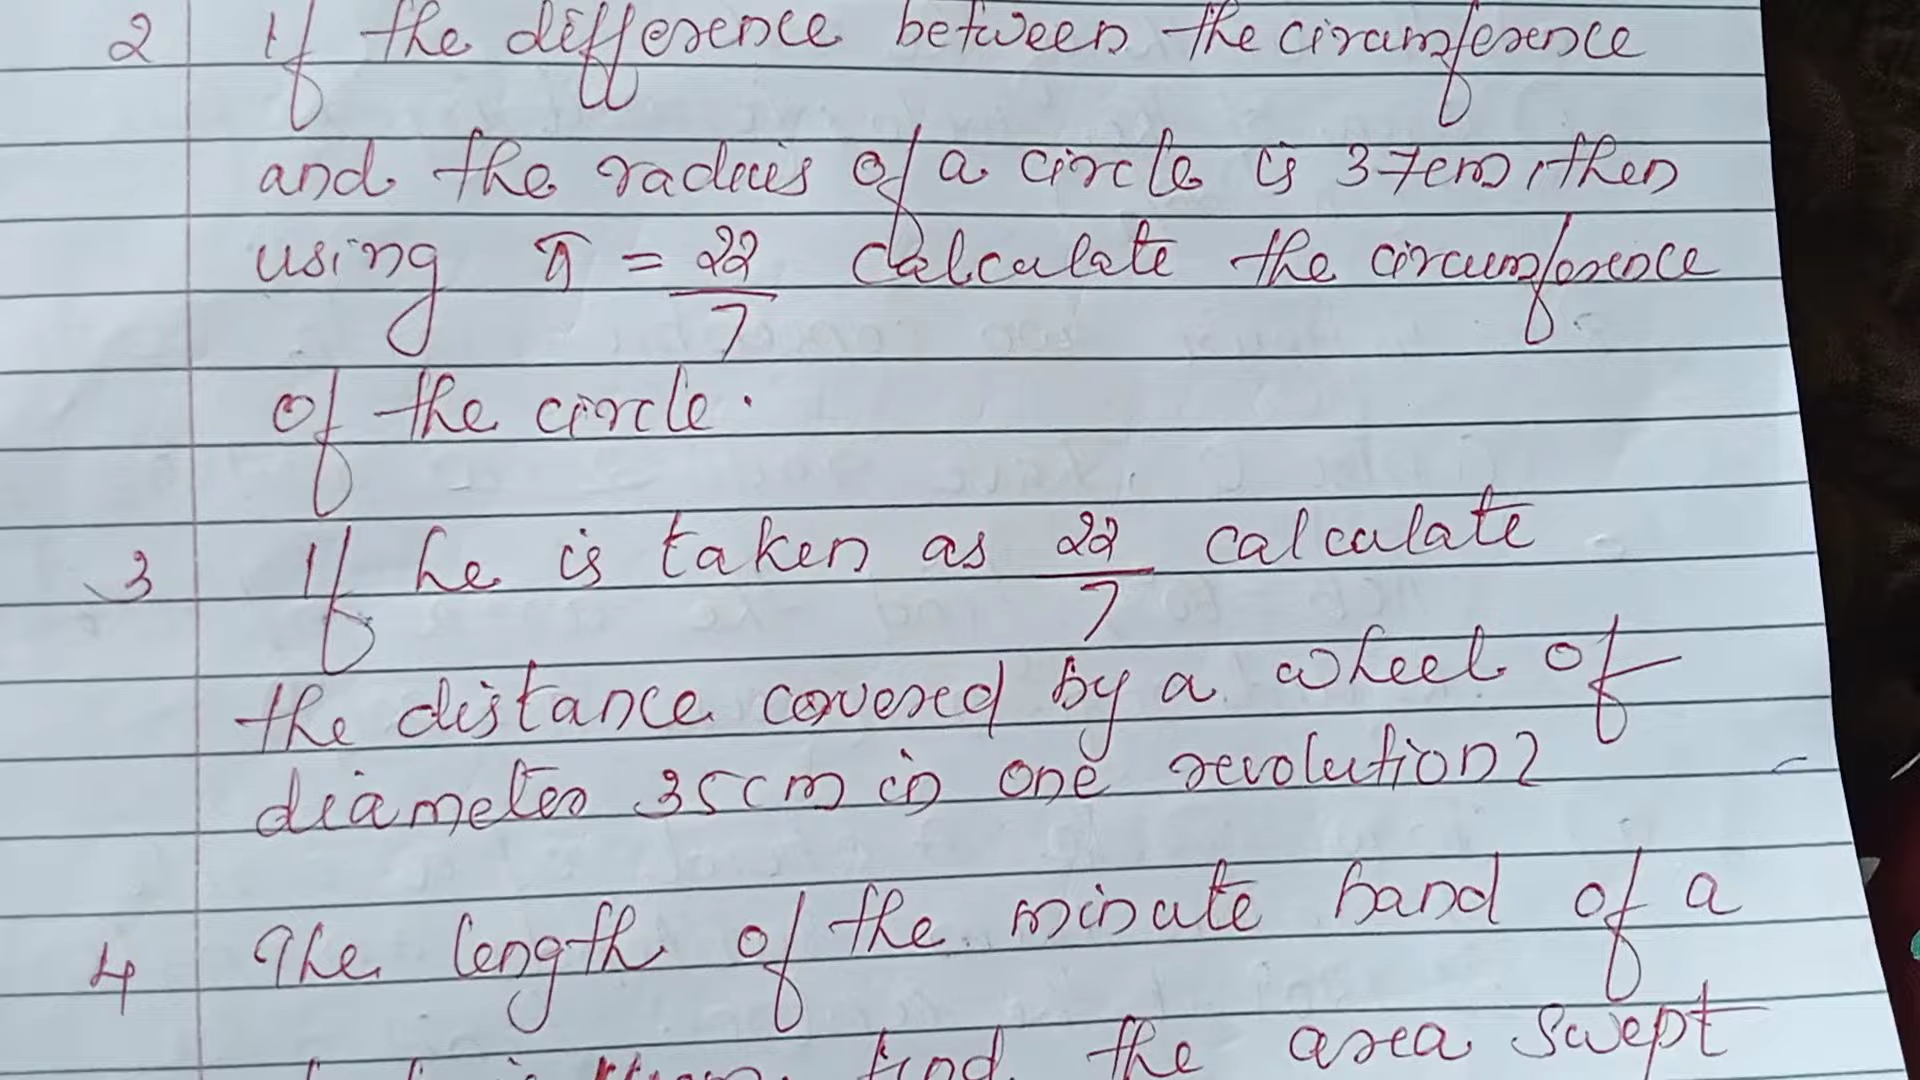 2 If the difference between the circumference
and the radius of a circle is 37cm, then
using π = 22/7 calculate the circumference
of the circle.
3 If he is taken as 22/7 calculate
the distance covered by a wheel of
diameter 35cm in one revolution?
4 The length of the minute hand of a
find the area swept